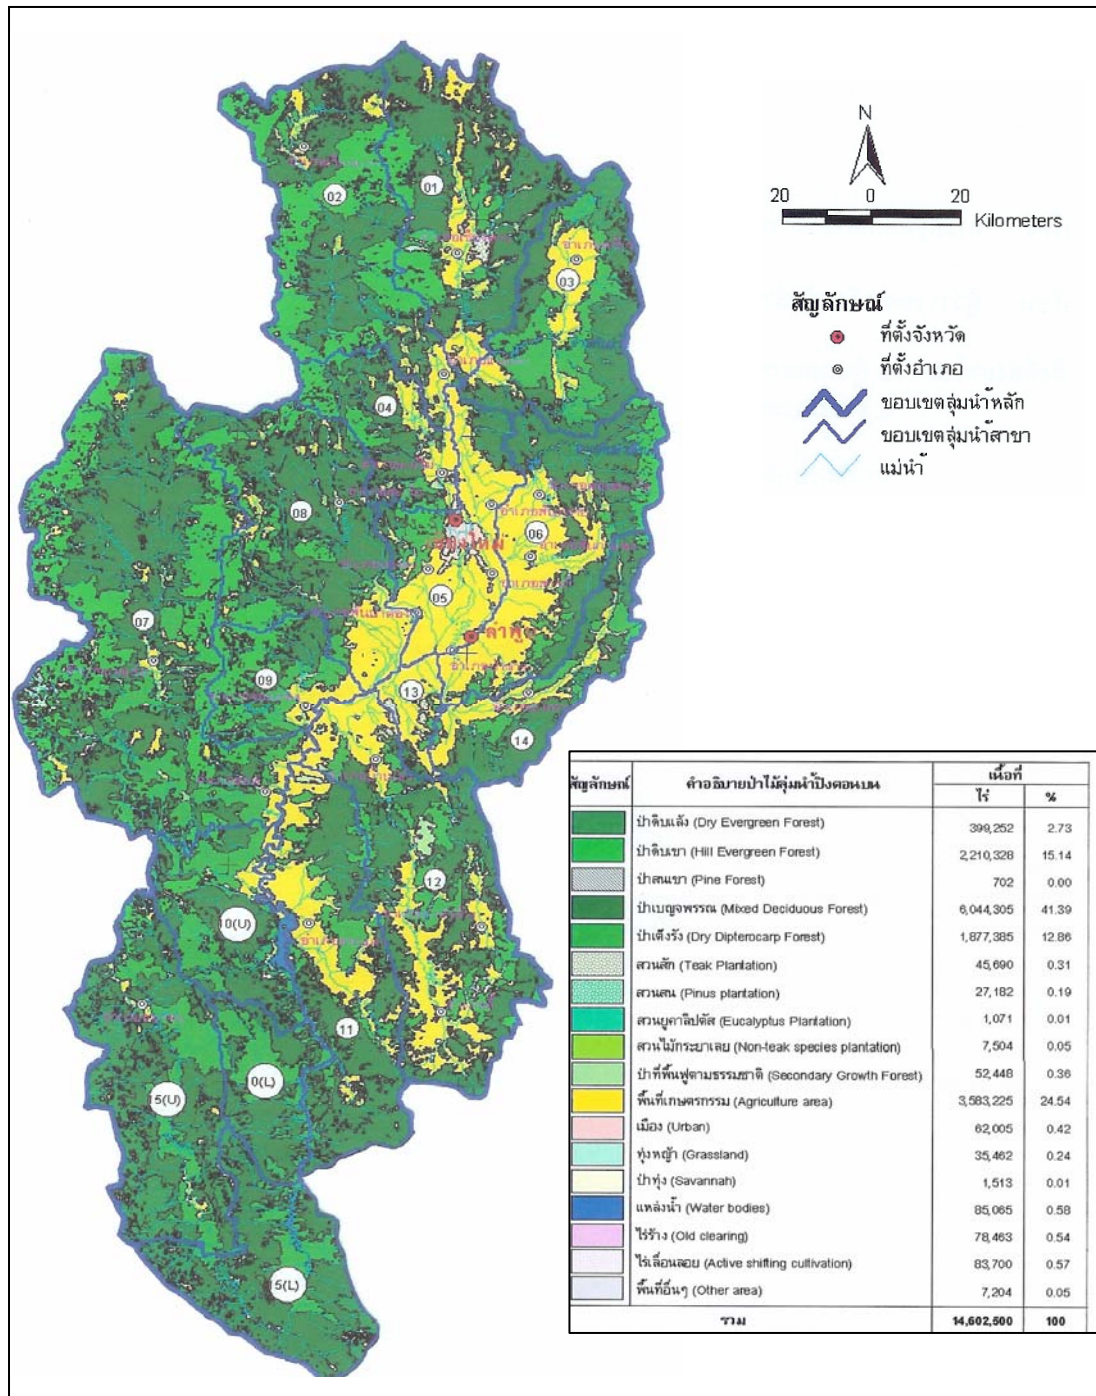 N
20 0 20
Kilometers
สัญลักษณ์
ที่ตั้งจังหวัด
ที่ตั้งอำเภอ
ขอบเขตลุ่มน้ำหลัก
ขอบเขตลุ่มน้ำสาขา
แม่น้ำ
01
02
03
04
08
06
05
07
09
13
14
12
10(U)
11
0(L)
15(U)
15(L)
สัญลักษณ์ คำอธิบายป่าไม้ลุ่มน้ำปิงตอนบน เนื้อที่
ไร่ %
ป่าดิบแล้ง (Dry Evergreen Forest) 399,252 2.73
ป่าดิบเขา (Hill Evergreen Forest) 2,210,328 15.14
ป่าสนเขา (Pine Forest) 702 0.00
ป่าเบญจพรรณ (Mixed Deciduous Forest) 6,044,305 41.39
ป่าเต็งรัง (Dry Dipterocarp Forest) 1,877,385 12.86
สวนสัก (Teak Plantation) 45,690 0.31
สวนสน (Pinus plantation) 27,182 0.19
สวนยูคาลิปตัส (Eucalyptus Plantation) 1,071 0.01
สวนไม้กระยาเลย (Non-teak species plantation) 7,504 0.05
ป่าที่ฟื้นฟูตามธรรมชาติ (Secondary Growth Forest) 52,448 0.36
พื้นที่เกษตรกรรม (Agriculture area) 3,583,225 24.54
เมือง (Urban) 62,005 0.42
ทุ่งหญ้า (Grassland) 35,462 0.24
ป่าทุ่ง (Savannah) 1,513 0.01
แหล่งน้ำ (Water bodies) 85,065 0.58
ไร่ร้าง (Old clearing) 78,463 0.54
ไร่เลื่อนลอย (Active shifting cultivation) 83,700 0.57
พื้นที่อื่นๆ (Other area) 7,204 0.05
รวม 14,602,500 100